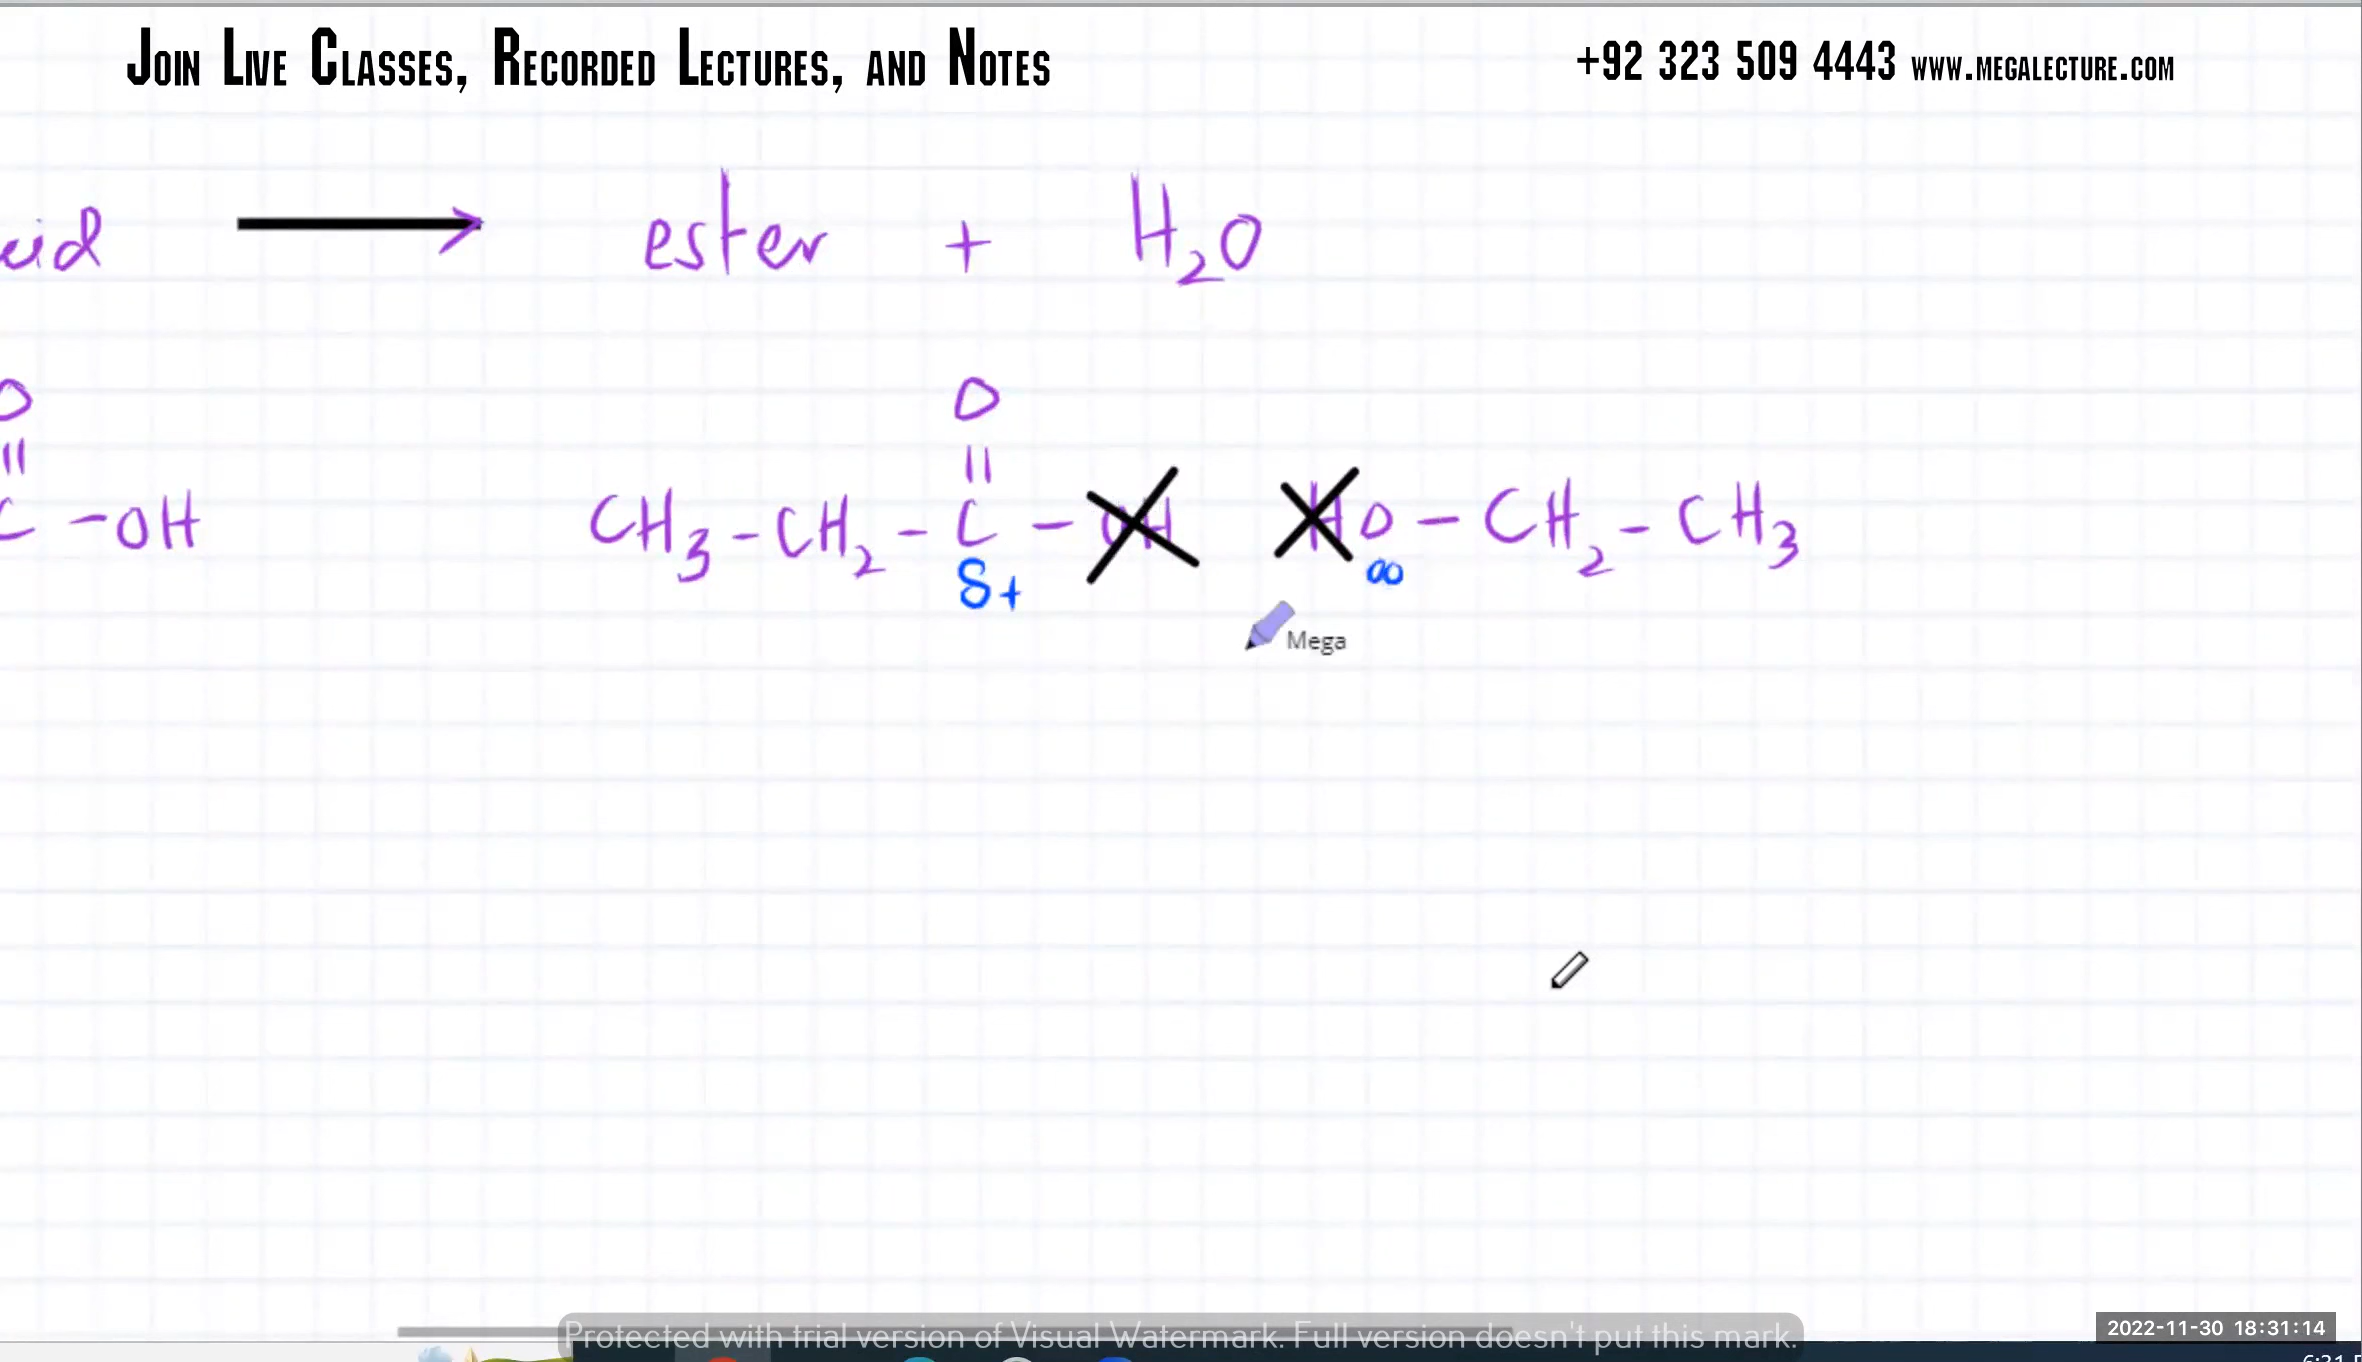 JOIN LIVE CLASSES, RECORDED LECTURES, AND NOTES
+92 323 509 4443 WWW.MEGALECTURE.COM
cid ⟶ ester + H₂O
O O
|| ||
C -OH CH₃-CH₂-C-OH HO-CH₂-CH₃
δ+ ∞
Mega
Protected with trial version of Visual Watermark. Full version doesn't put this mark.
2022-11-30 18:31:14